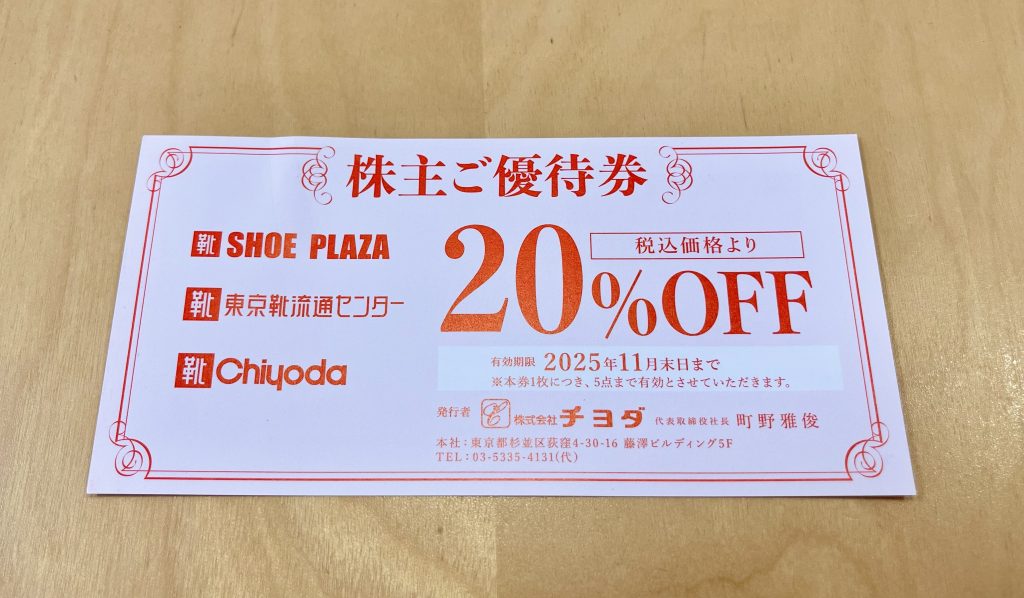 株主ご優待券
靴 SHOE PLAZA
靴 東京靴流通センター
靴 Chiyoda
税込価格より
20%OFF
有効期限 2025年11月末日まで
※本券1枚につき、5点まで有効とさせていただきます。
発行者 株式会社チヨダ 代表取締役社長 町野雅俊
本社:東京都杉並区荻窪4-30-16 藤澤ビルディング5F
TEL:03-5335-4131(代)